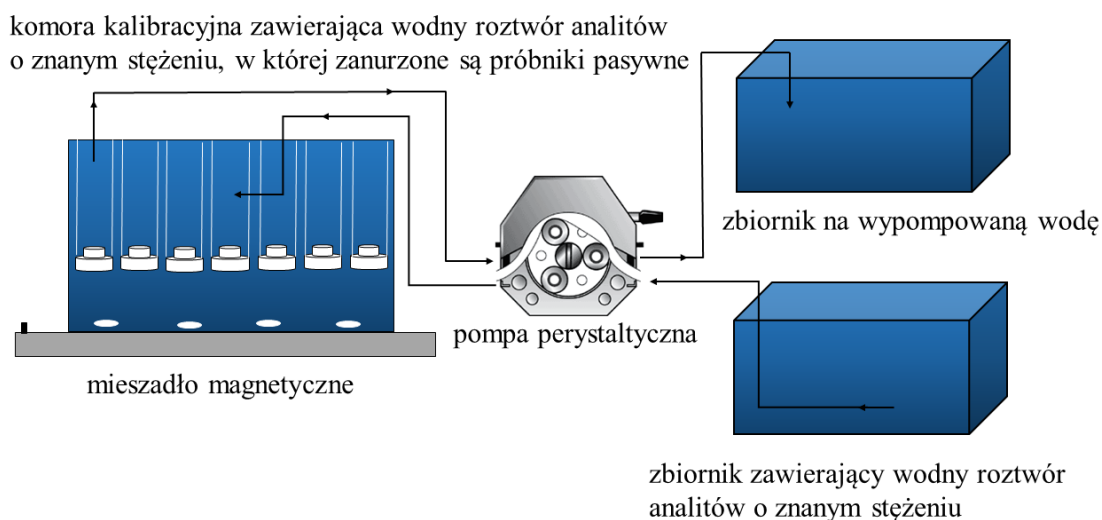 komora kalibracyjna zawierająca wodny roztwór analitów
o znanym stężeniu, w której zanurzone są próbniki pasywne
zbiornik na wypompowaną wodę
pompa perystaltyczna
mieszadło magnetyczne
zbiornik zawierający wodny roztwór
analitów o znanym stężeniu